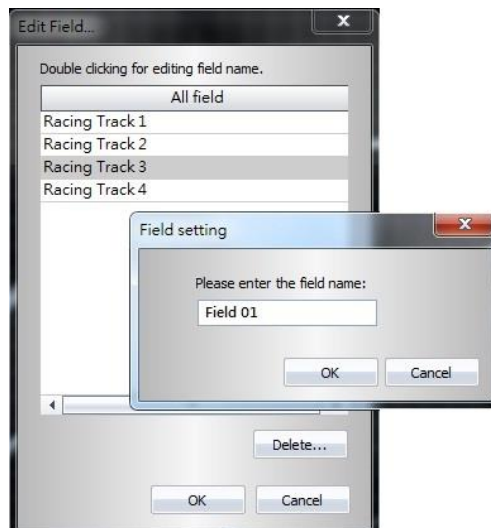 Edit Field...
x
Double clicking for editing field name.
All field
Racing Track 1
Racing Track 2
Racing Track 3
Racing Track 4
Field setting
x
Please enter the field name:
Field 01
OK Cancel
Delete...
OK Cancel